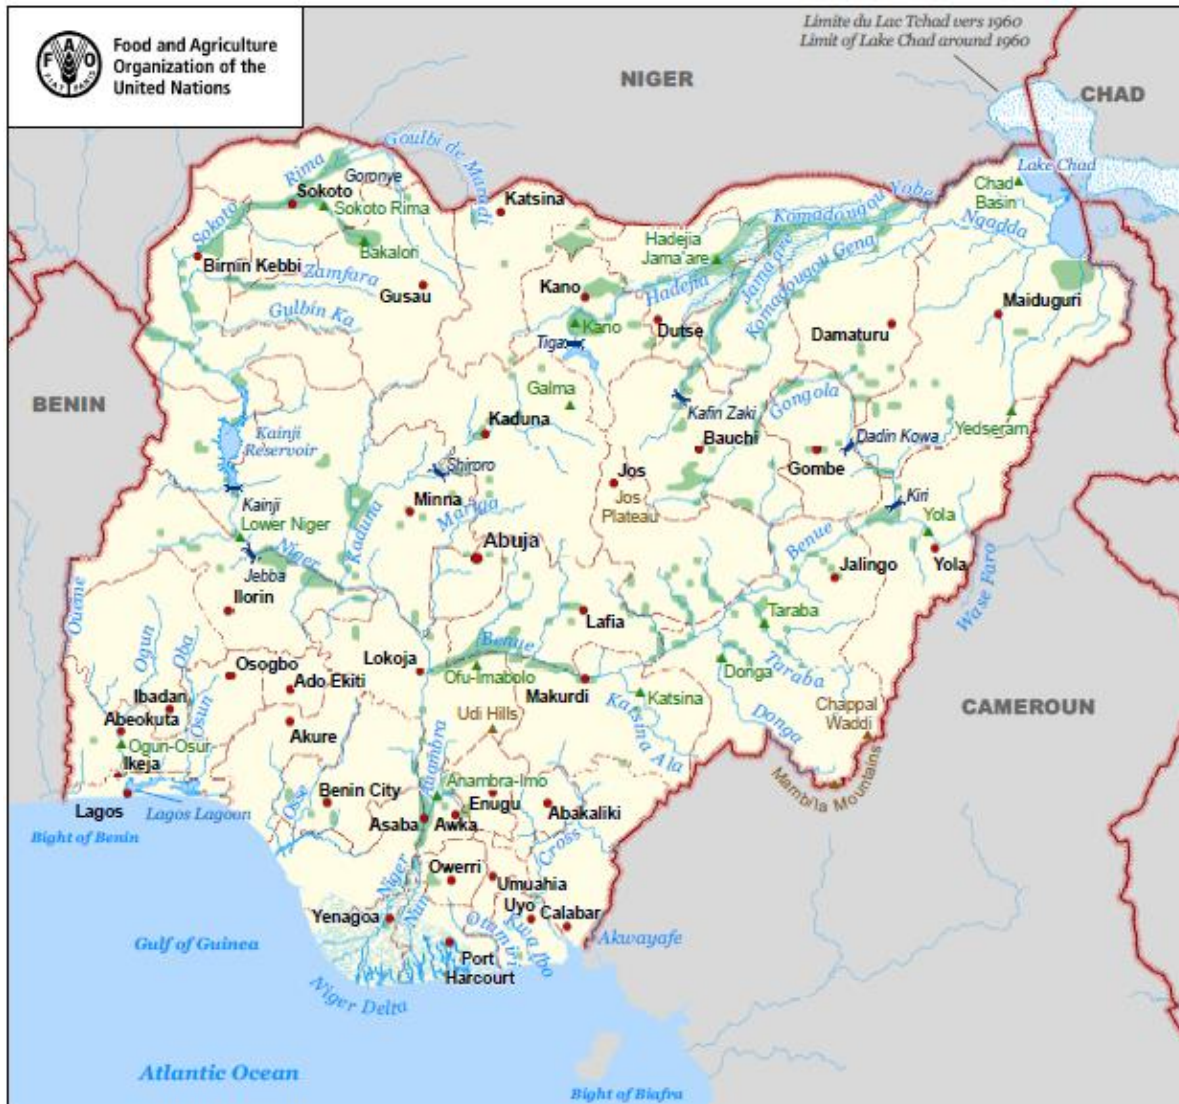 Food and Agriculture
Organization of the
United Nations
FAO
FIAT PANIS
Limite du Lac Tchad vers 1960
Limit of Lake Chad around 1960
NIGER
CHAD
Goulbi de Maradi
Rima
Goronye
Lake Chad
Sokoto
Katsina
Komadougou Yobe
Chad
Basin
Sokoto
Sokoto Rima
Ngadda
Bakalori
Hadejia
Jama'are
Jama'are
Komadougou Gena
Birnin Kebbi
Zamfara
Gusau
Kano
Hadejia
Maiduguri
Gulbin Ka
Kano
Dutse
Damaturu
Tiga
BENIN
Galma
Kafin Zaki
Gongola
Kaduna
Yedseram
Kainji
Reservoir
Bauchi
Dadin Kowa
Shiroro
Jos
Gombe
Kainji
Minna
Jos
Plateau
Kiri
Mariga
Lower Niger
Kaduna
Yola
Niger
Abuja
Benue
Jebba
Jalingo
Yola
Oueme
Wase Faro
Ilorin
Lafia
Taraba
Ogun
Oba
Benue
Osogbo
Lokoja
Ofu-Imabolo
Donga
Taraba
Ado Ekiti
Makurdi
Ibadan
Katsina
Katsina Ala
Chappal
Waddi
Abeokuta
Osun
Udi Hills
Donga
CAMEROUN
Akure
Ogun-Osun
Ikeja
Mambila Mountains
Anambra
Anambra-Imo
Lagos
Lagos Lagoon
Osse
Benin City
Enugu
Abakaliki
Asaba
Awka
Bight of Benin
Cross
Owerri
Niger
Umuahia
Yenagoa
Nun
Uyo
Calabar
Otamiri
Kwa Ibo
Akwayafe
Gulf of Guinea
Port
Harcourt
Niger Delta
Atlantic Ocean
Bight of Biafra